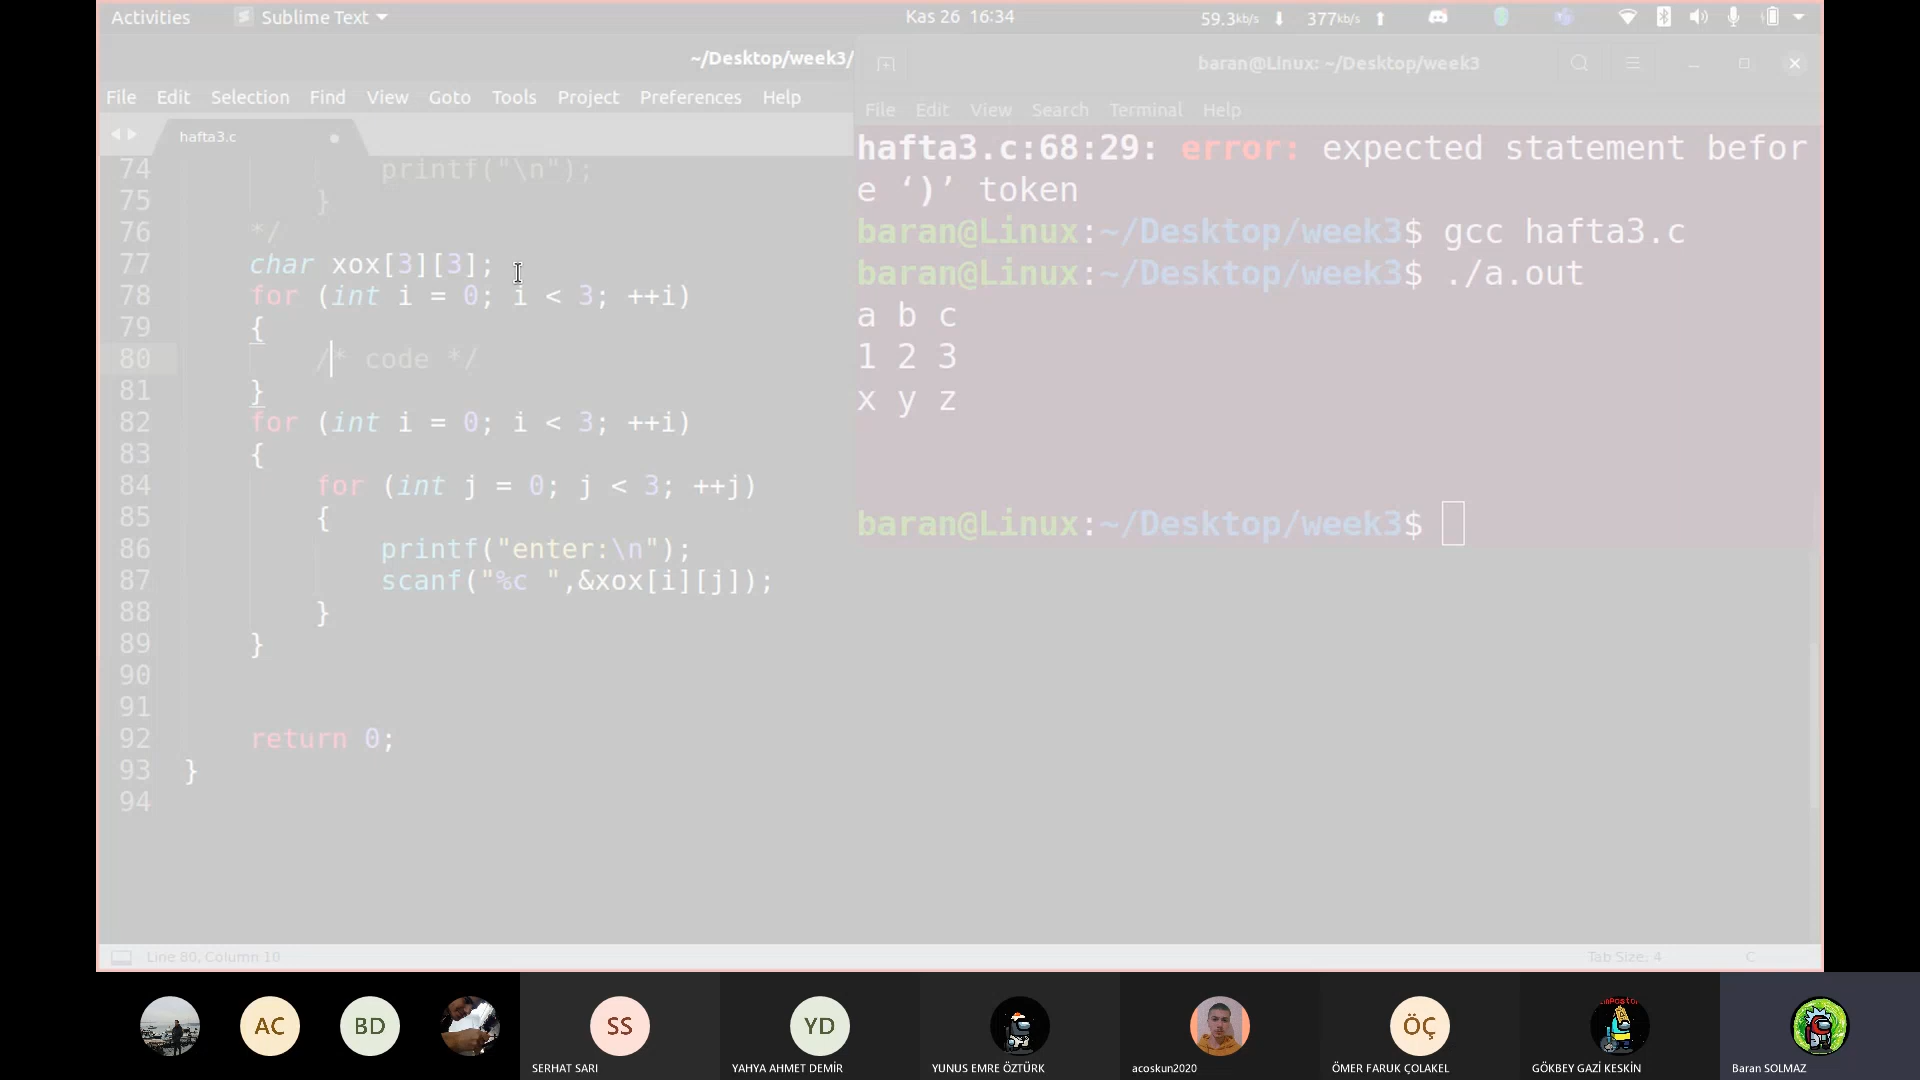 Activities
Sublime Text
Kas 26 16:34
59.3kb/s
377kb/s
~/Desktop/week3/
File Edit Selection Find View Goto Tools Project Preferences Help
hafta3.c
74 printf("\n");
75 }
76 */
77 char xox[3][3];
78 for (int i = 0; i < 3; ++i)
79 {
80 /* code */
81 }
82 for (int i = 0; i < 3; ++i)
83 {
84 for (int j = 0; j < 3; ++j)
85 {
86 printf("enter:\n");
87 scanf("%c ",&xox[i][j]);
88 }
89 }
90
91
92 return 0;
93 }
94
Line 80, Column 10
Tab Size: 4
C
baran@Linux: ~/Desktop/week3
File Edit View Search Terminal Help
hafta3.c:68:29: error: expected statement befor
e ‘)’ token
baran@Linux:~/Desktop/week3$ gcc hafta3.c
baran@Linux:~/Desktop/week3$ ./a.out
a b c
1 2 3
x y z
baran@Linux:~/Desktop/week3$
AC
BD
SS
SERHAT SARI
YD
YAHYA AHMET DEMİR
YUNUS EMRE ÖZTÜRK
acoskun2020
ÖÇ
ÖMER FARUK ÇOLAKEL
GÖKBEY GAZİ KESKİN
Baran SOLMAZ